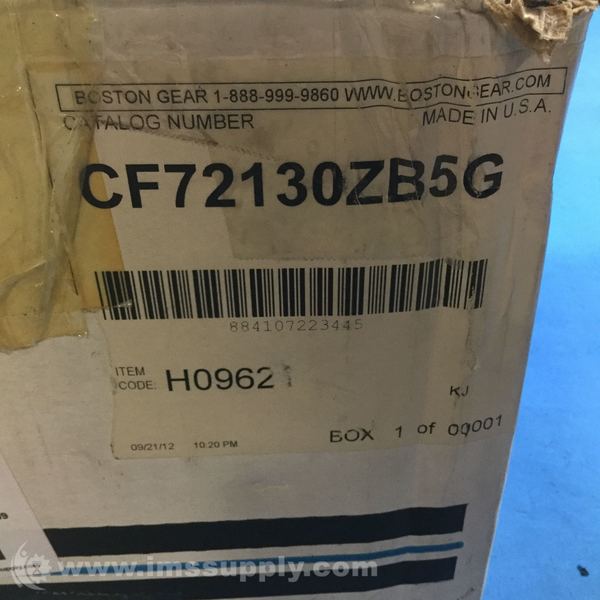 BOSTON GEAR 1-888-999-9860 WWW.BOSTONGEAR.COM
CATALOG NUMBER MADE IN U.S.A.
CF72130ZB5G
884107223445
ITEM CODE: H0962
KJ
09/21/12 10:20 PM BOX 1 of 00001
www.imssupply.com